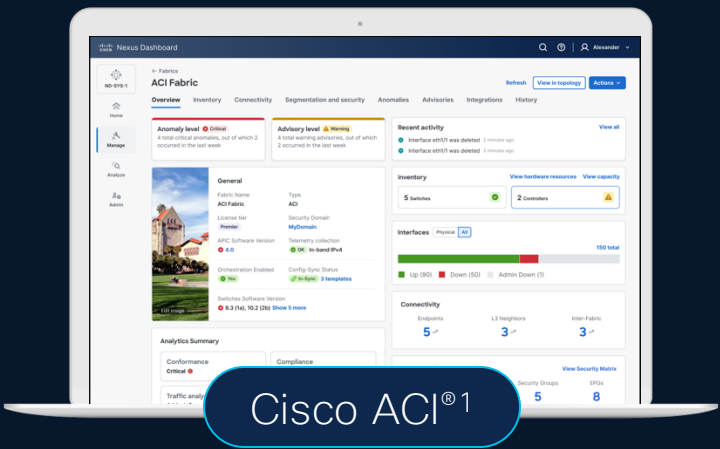 cisco Nexus Dashboard
Alexander
ND-SYS-1
Home
Manage
Analyze
Admin
← Fabrics
ACI Fabric
Refresh
View in topology
Actions
Overview Inventory Connectivity Segmentation and security Anomalies Advisories Integrations History
Anomaly level Critical
4 total critical anomalies, out of which 2
occurred in the last week
Advisory level Warning
4 total warning advisories, out of which
2 occurred in the last week
Recent activity View all
Interface eth1/1 was deleted 2 minutes ago
Interface eth1/1 was deleted 2 minutes ago
General
Fabric Name
ACI Fabric
Type
ACI
License tier
Premier
Security Domain
MyDomain
APIC Software Version
4.0
Telemetry collection
OK In-band IPv4
Orchestration Enabled
Yes
Config-Sync Status
In-Sync 3 templates
Switches Software Version
9.3 (1a), 10.2 (2b) Show 5 more
Edit image
Inventory View hardware resources View capacity
5 Switches
2 Controllers
Interfaces Physical All
150 total
Up (90) Down (50) Admin Down (1)
Connectivity
Endpoints
5
L3 Neighbors
3
Inter-Fabric
3
Analytics Summary
Conformance
Critical
Compliance
Traffic analy
View Security Matrix
Security Groups
5
EPGs
8
Cisco ACI®1